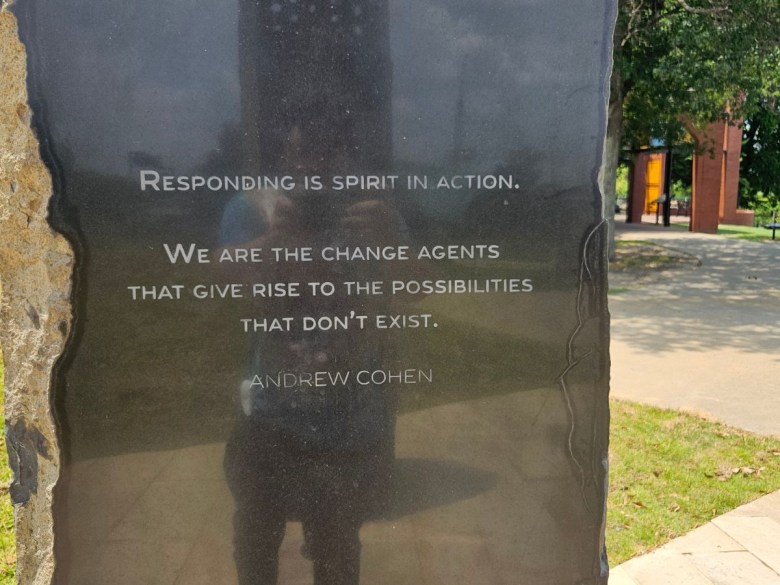 Responding is spirit in action.
We are the change agents
that give rise to the possibilities
that don't exist.
Andrew Cohen